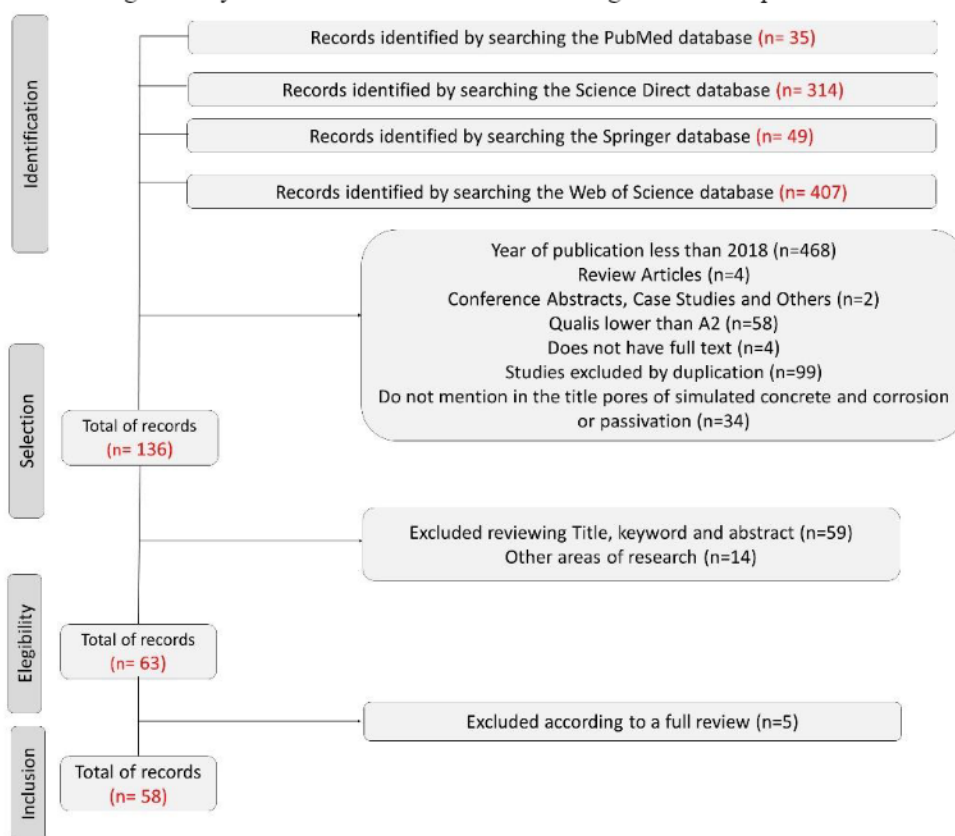 Identification
Records identified by searching the PubMed database (n= 35)
Records identified by searching the Science Direct database (n= 314)
Records identified by searching the Springer database (n= 49)
Records identified by searching the Web of Science database (n= 407)
Year of publication less than 2018 (n=468)
Review Articles (n=4)
Conference Abstracts, Case Studies and Others (n=2)
Qualis lower than A2 (n=58)
Does not have full text (n=4)
Studies excluded by duplication (n=99)
Do not mention in the title pores of simulated concrete and corrosion
or passivation (n=34)
Selection
Total of records
(n= 136)
Excluded reviewing Title, keyword and abstract (n=59)
Other areas of research (n=14)
Elegibility
Total of records
(n= 63)
Excluded according to a full review (n=5)
Inclusion
Total of records
(n= 58)